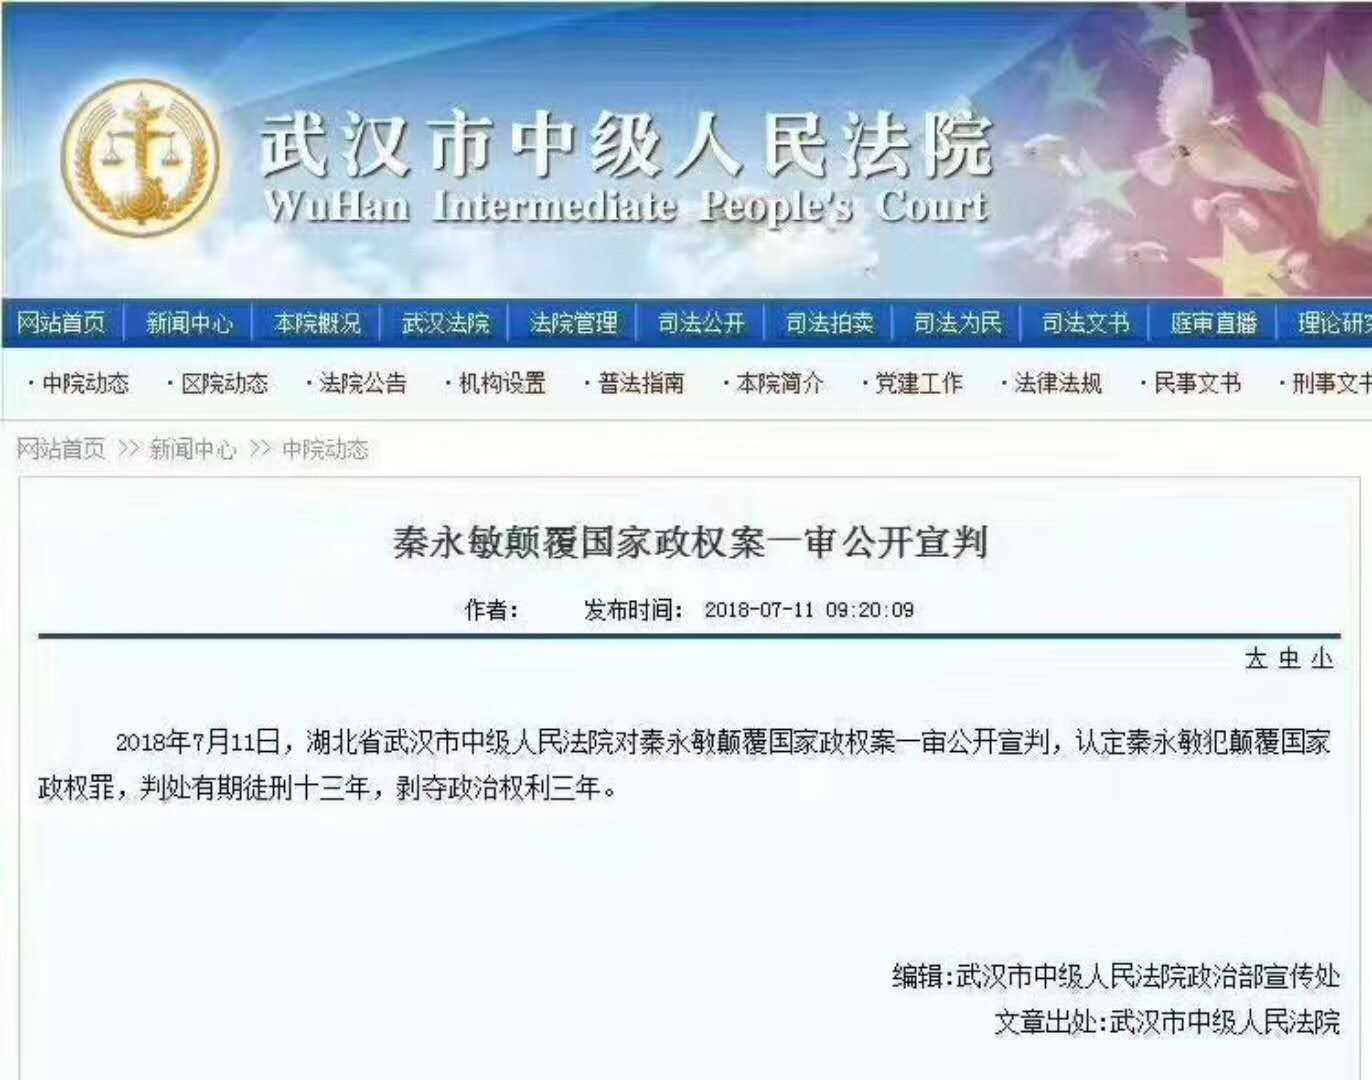 武汉市中级人民法院
WuHan Intermediate People's Court
网站首页 新闻中心 本院概况 武汉法院 法院管理 司法公开 司法拍卖 司法为民 司法文书 庭审直播 理论研
·中院动态 ·区院动态 ·法院公告 ·机构设置 ·普法指南 ·本院简介 ·党建工作 ·法律法规 ·民事文书 ·刑事文
网站首页 >> 新闻中心 >> 中院动态
秦永敏颠覆国家政权案一审公开宣判
作者： 发布时间： 2018-07-11 09:20:09
大 中 小
2018年7月11日，湖北省武汉市中级人民法院对秦永敏颠覆国家政权案一审公开宣判，认定秦永敏犯颠覆国家
政权罪，判处有期徒刑十三年，剥夺政治权利三年。
编辑:武汉市中级人民法院政治部宣传处
文章出处:武汉市中级人民法院